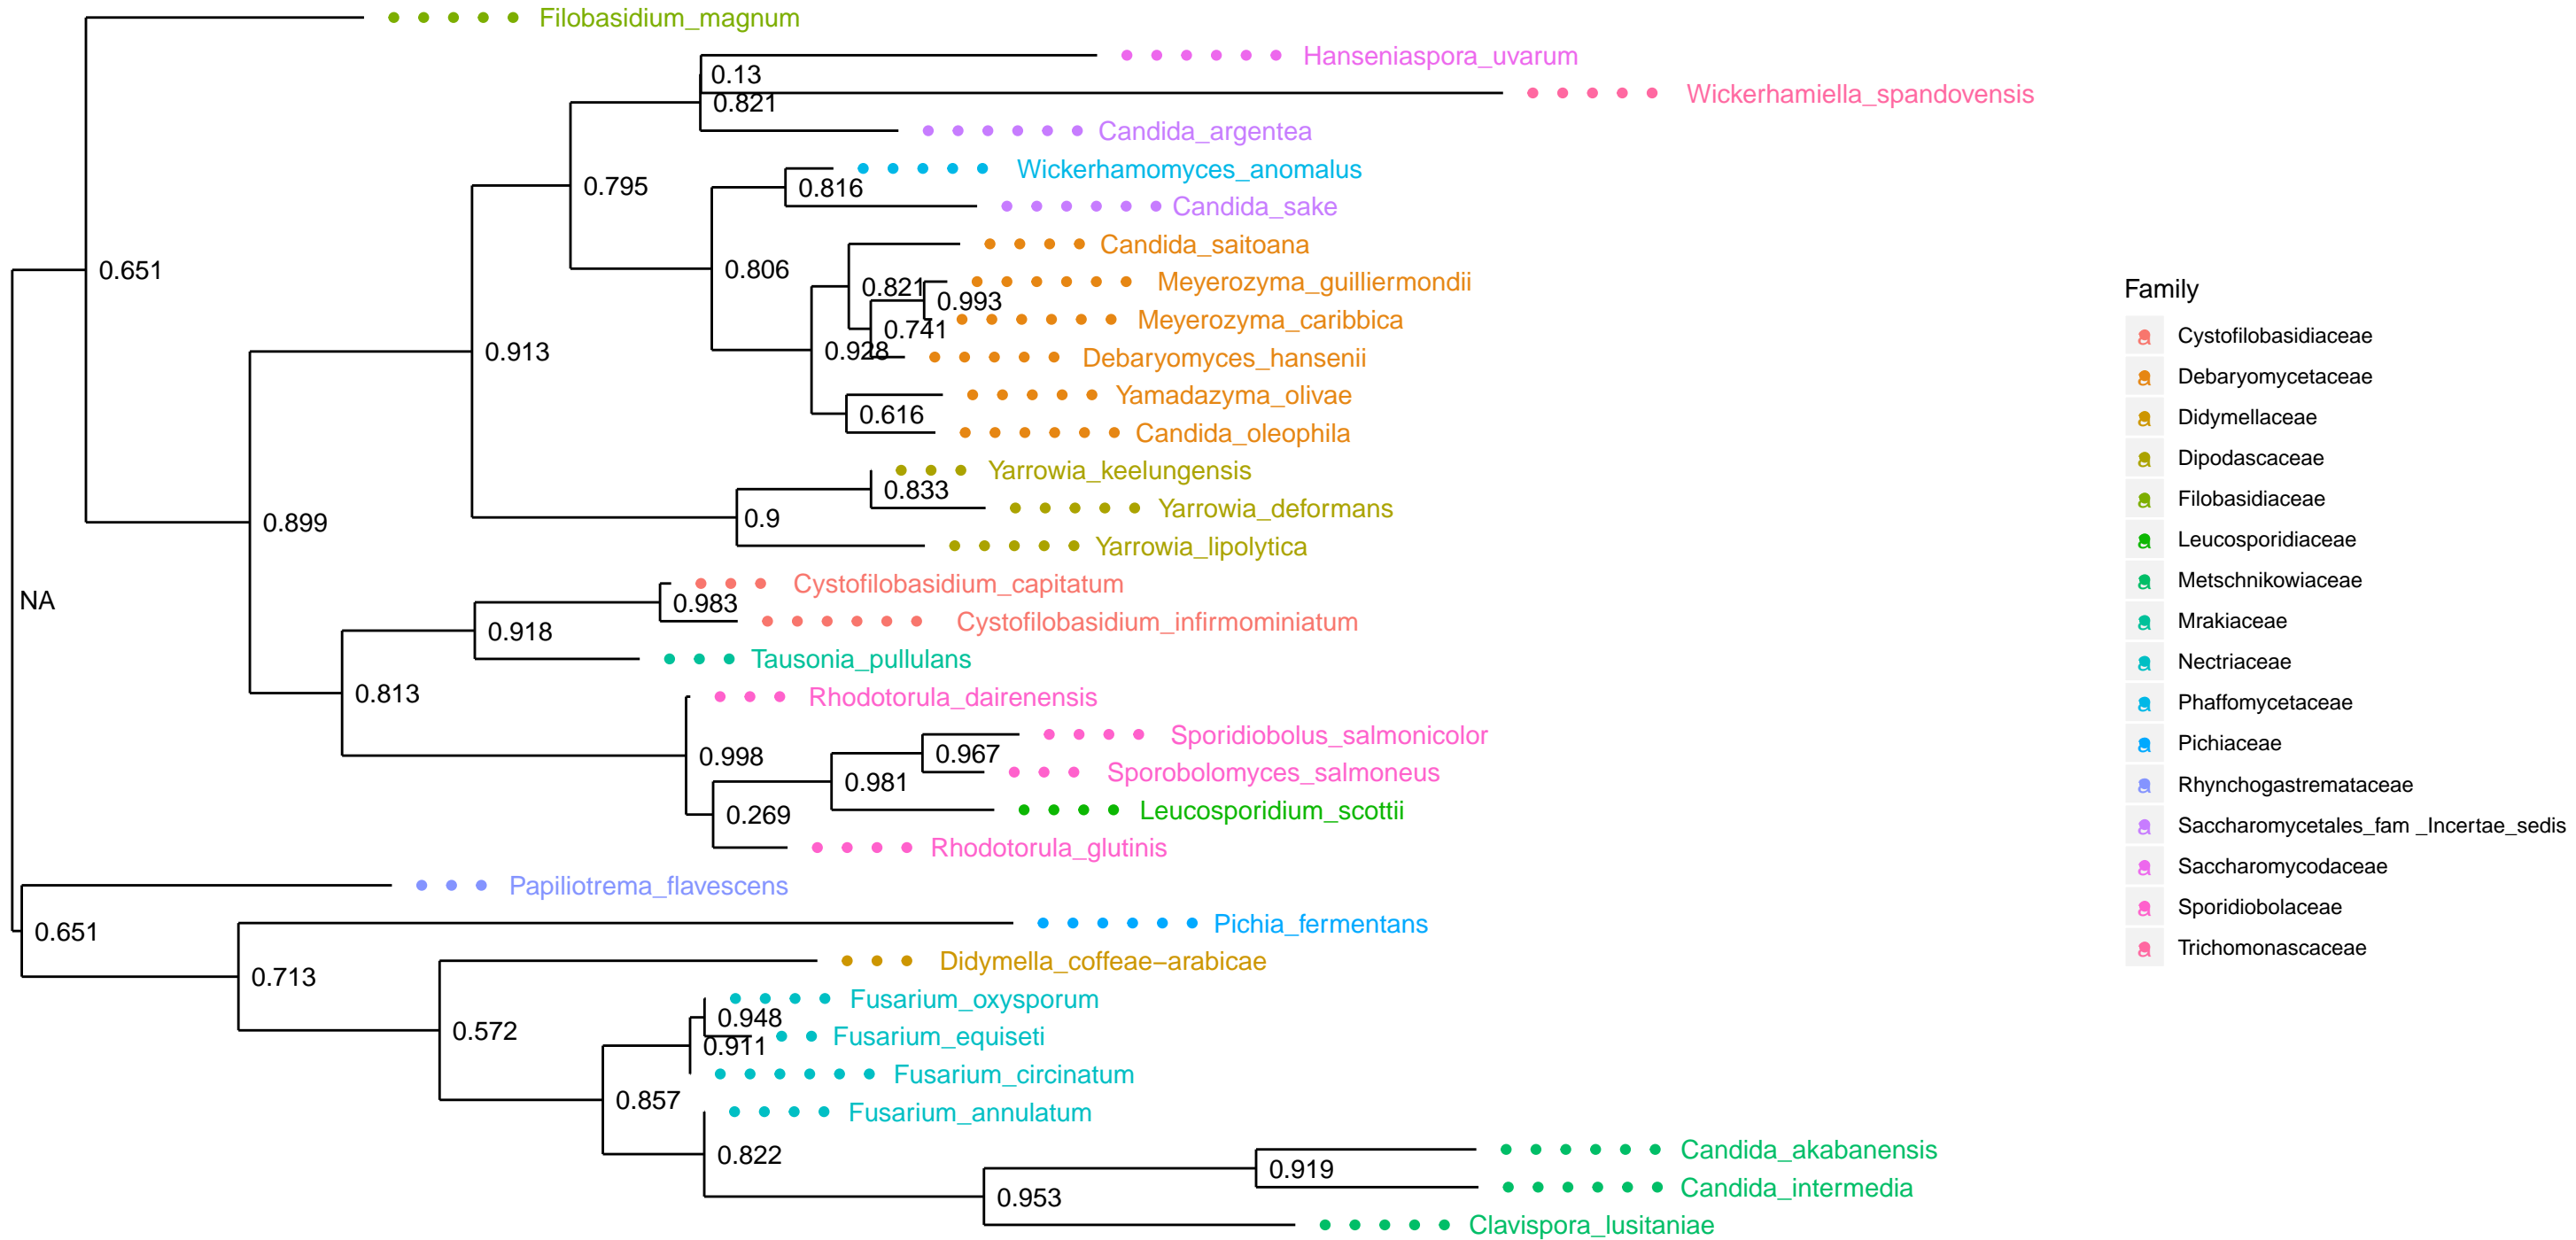 Filobasidium_magnum
Hanseniaspora_uvarum
0.13
Wickerhamiella_spandovensis
0.821
Candida_argentea
Wickerhamomyces_anomalus
0.795
0.816
Candida_sake
Candida_saitoana
0.651
0.806
Meyerozyma_guilliermondii
0.821
0.993
Meyerozyma_caribbica
0.741
0.913
0.928
Debaryomyces_hansenii
Yamadazyma_olivae
0.616
Candida_oleophila
Yarrowia_keelungensis
0.833
Yarrowia_deformans
0.899
0.9
Yarrowia_lipolytica
Cystofilobasidium_capitatum
NA
0.983
Cystofilobasidium_infirmominiatum
0.918
Tausonia_pullulans
0.813
Rhodotorula_dairenensis
Sporidiobolus_salmonicolor
0.998
0.967
Sporobolomyces_salmoneus
0.981
Leucosporidium_scottii
0.269
Rhodotorula_glutinis
Papiliotrema_flavescens
Pichia_fermentans
0.651
Didymella_coffeae−arabicae
0.713
Fusarium_oxysporum
0.948
0.572
Fusarium_equiseti
0.911
Fusarium_circinatum
0.857
Fusarium_annulatum
Candida_akabanensis
0.822
0.919
Candida_intermedia
0.953
Clavispora_lusitaniae
Family
a Cystofilobasidiaceae
a Debaryomycetaceae
a Didymellaceae
a Dipodascaceae
a Filobasidiaceae
a Leucosporidiaceae
a Metschnikowiaceae
a Mrakiaceae
a Nectriaceae
a Phaffomycetaceae
a Pichiaceae
a Rhynchogastremataceae
a Saccharomycetales_fam _Incertae_sedis
a Saccharomycodaceae
a Sporidiobolaceae
a Trichomonascaceae